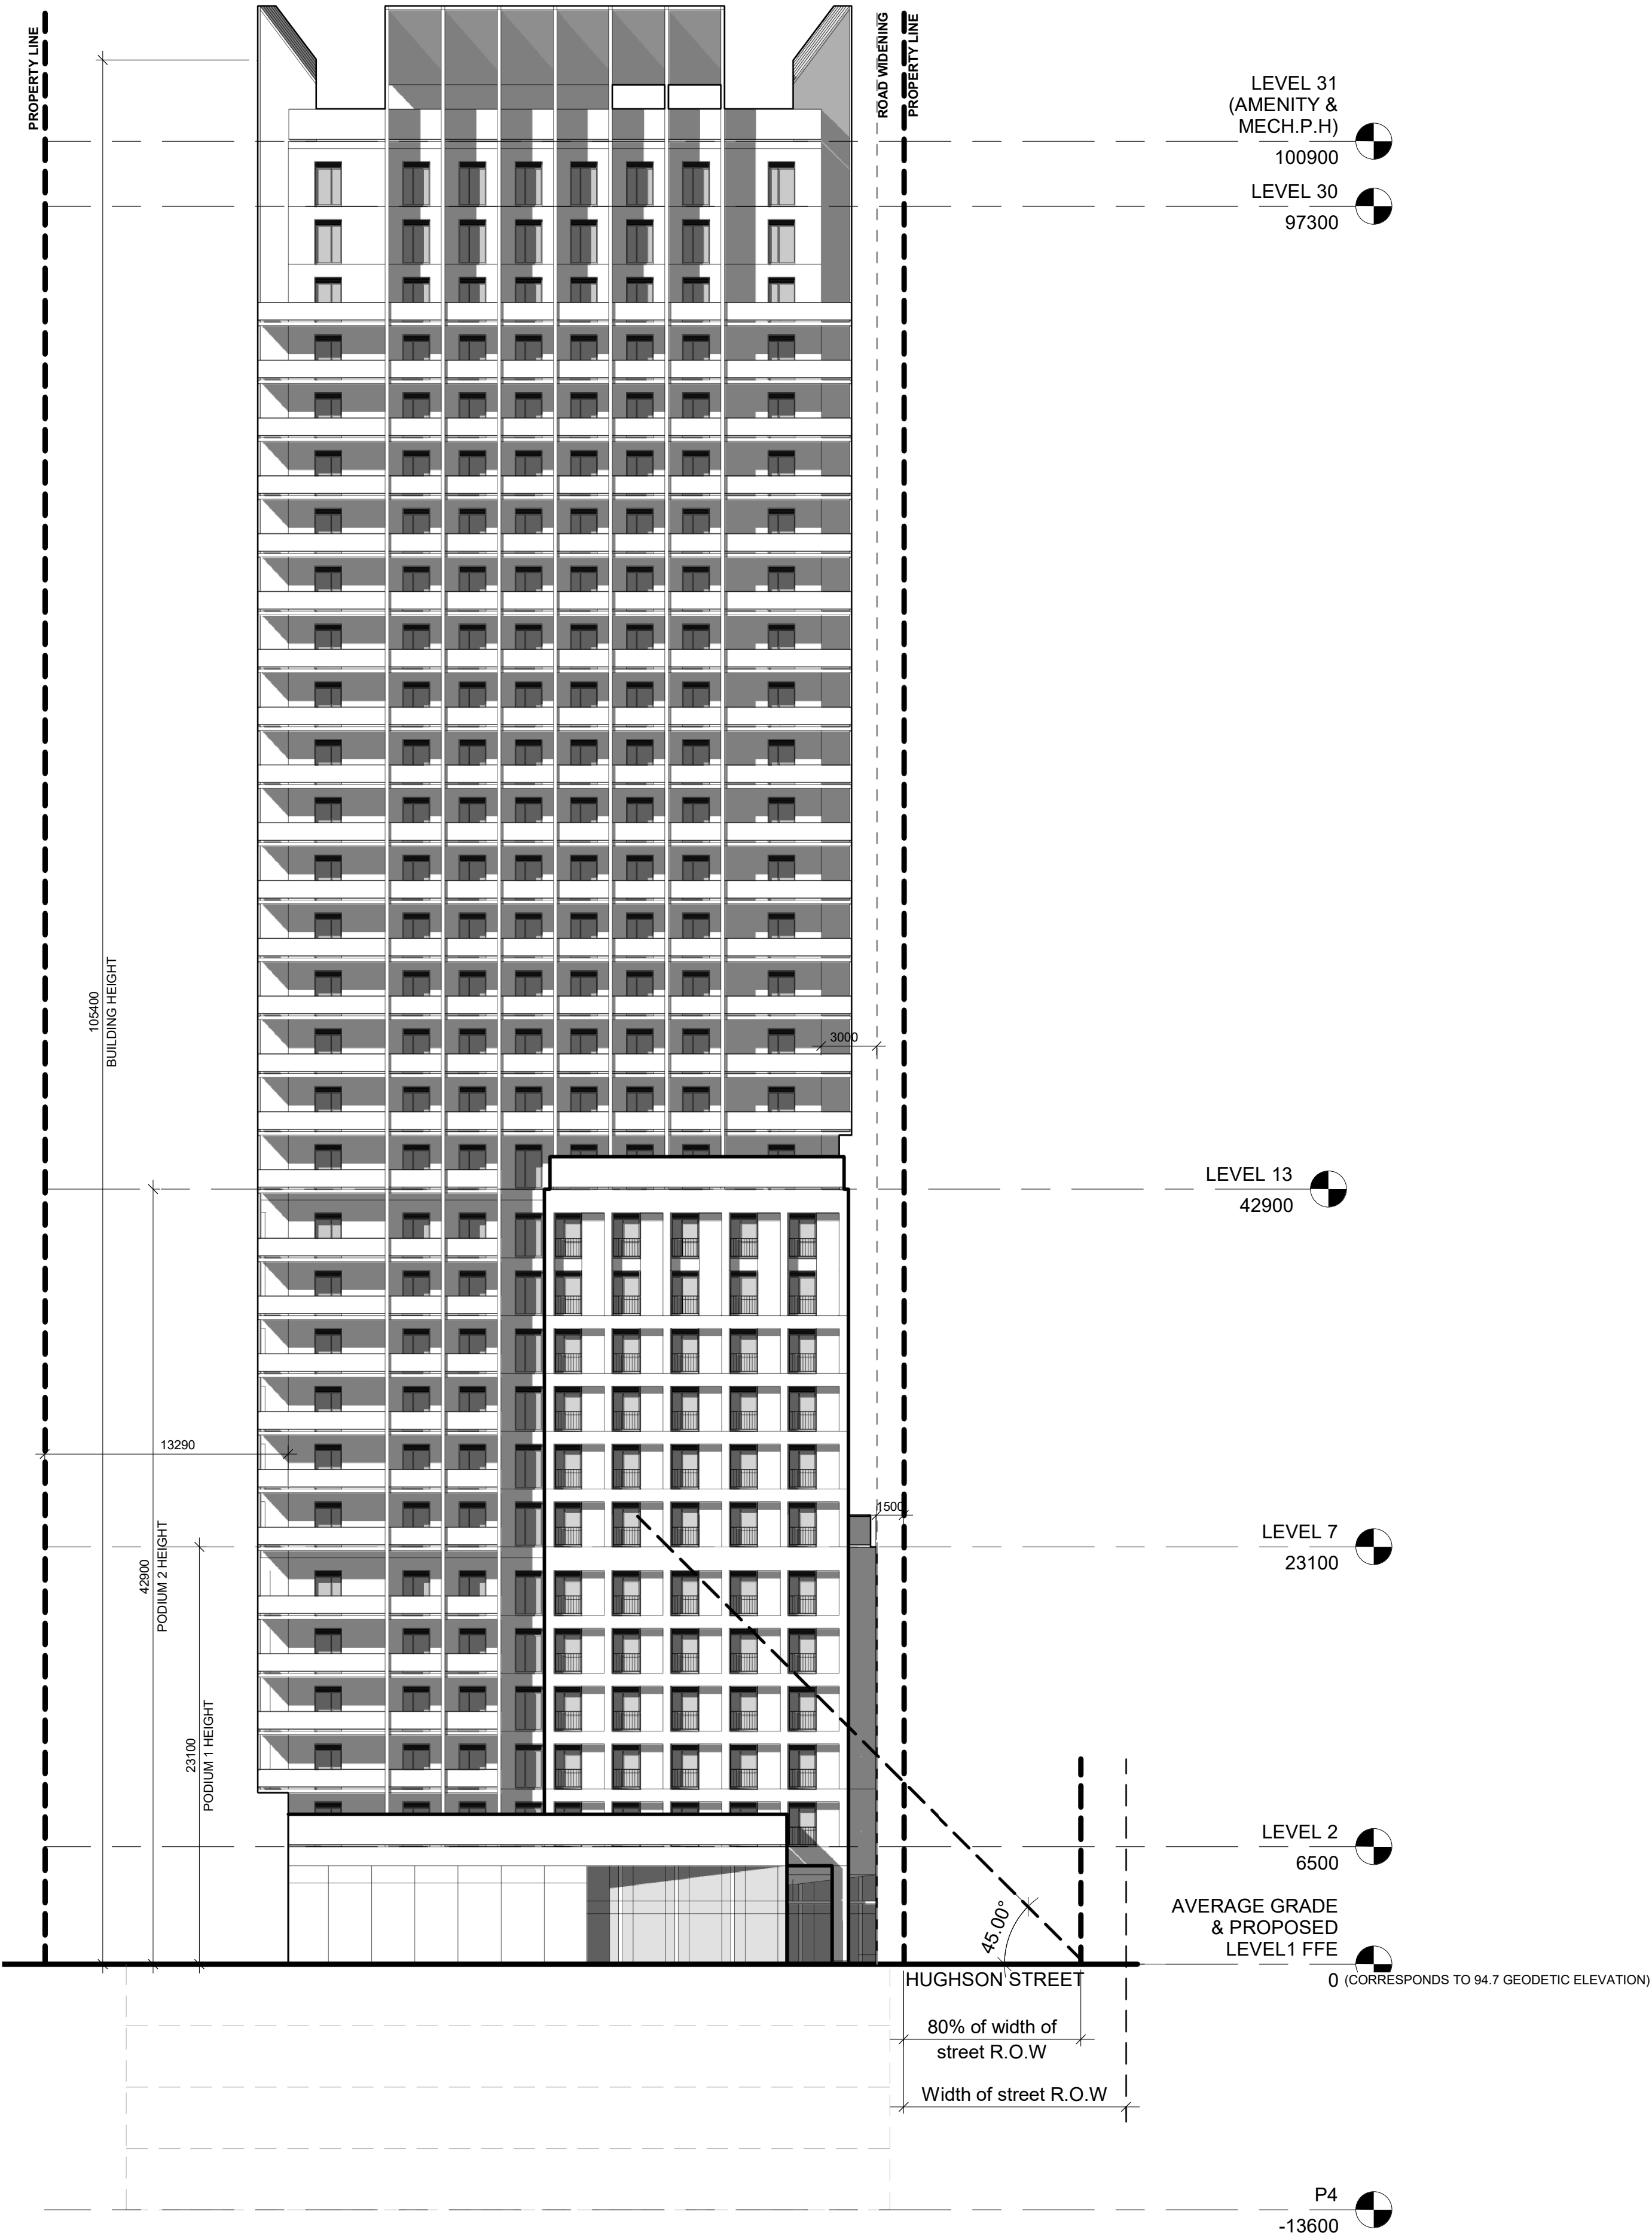 PROPERTY LINE
ROAD WIDENING
PROPERTY LINE
LEVEL 31
(AMENITY &
MECH.P.H)
100900
LEVEL 30
97300
105400
BUILDING HEIGHT
3000
LEVEL 13
42900
13290
42900
PODIUM 2 HEIGHT
1500
LEVEL 7
23100
23100
PODIUM 1 HEIGHT
LEVEL 2
6500
45.00°
AVERAGE GRADE
& PROPOSED
LEVEL1 FFE
0 (CORRESPONDS TO 94.7 GEODETIC ELEVATION)
HUGHSON STREET
80% of width of
street R.O.W
Width of street R.O.W
P4
-13600